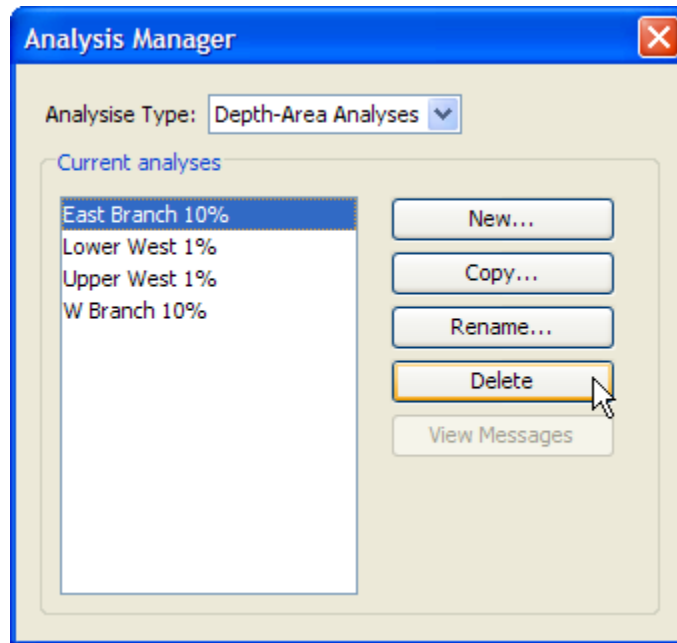 Analysis Manager
Analysise Type: Depth-Area Analyses
Current analyses
East Branch 10%
Lower West 1%
Upper West 1%
W Branch 10%
New...
Copy...
Rename...
Delete
View Messages